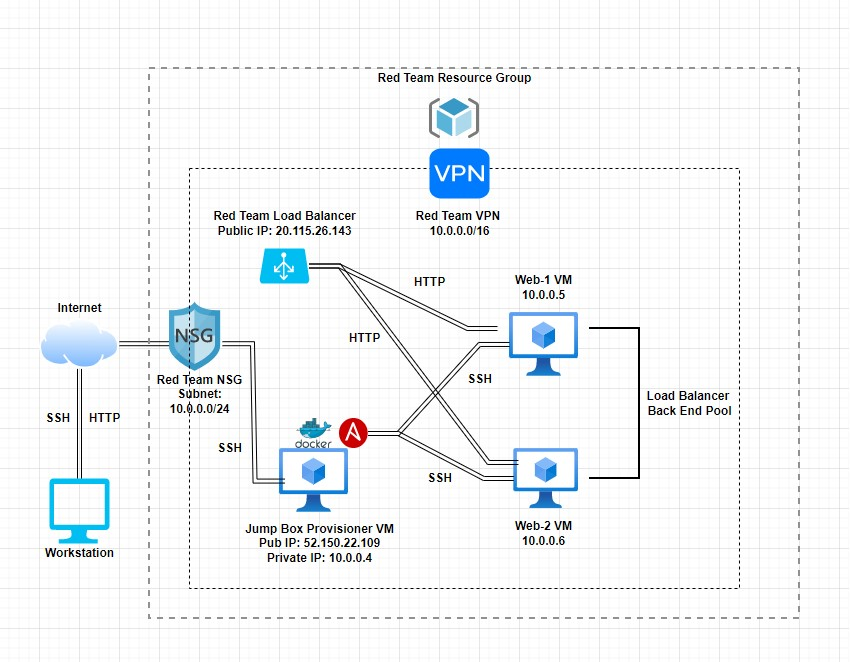 Red Team Resource Group
VPN
Red Team Load Balancer
Public IP: 20.115.26.143
Red Team VPN
10.0.0.0/16
HTTP
Web-1 VM
10.0.0.5
Internet
NSG
HTTP
Red Team NSG
Subnet:
10.0.0.0/24
SSH
Load Balancer
Back End Pool
SSH
HTTP
SSH
docker
A
SSH
Jump Box Provisioner VM
Pub IP: 52.150.22.109
Private IP: 10.0.0.4
Web-2 VM
10.0.0.6
Workstation